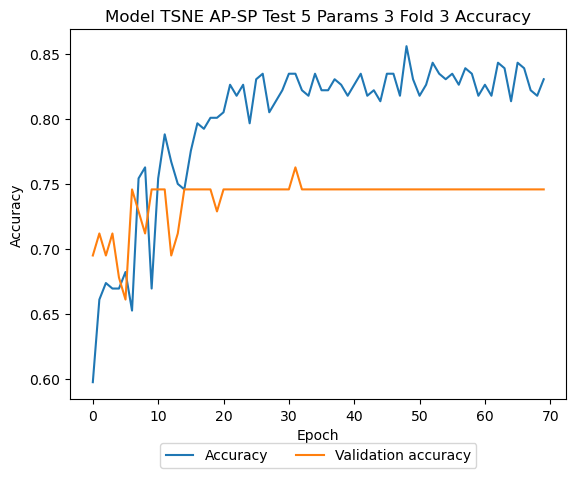 Model TSNE AP-SP Test 5 Params 3 Fold 3 Accuracy
0.85
0.80
0.75
0.70
0.65
0.60
Accuracy
0 10 20 30 40 50 60 70
Epoch
Accuracy Validation accuracy